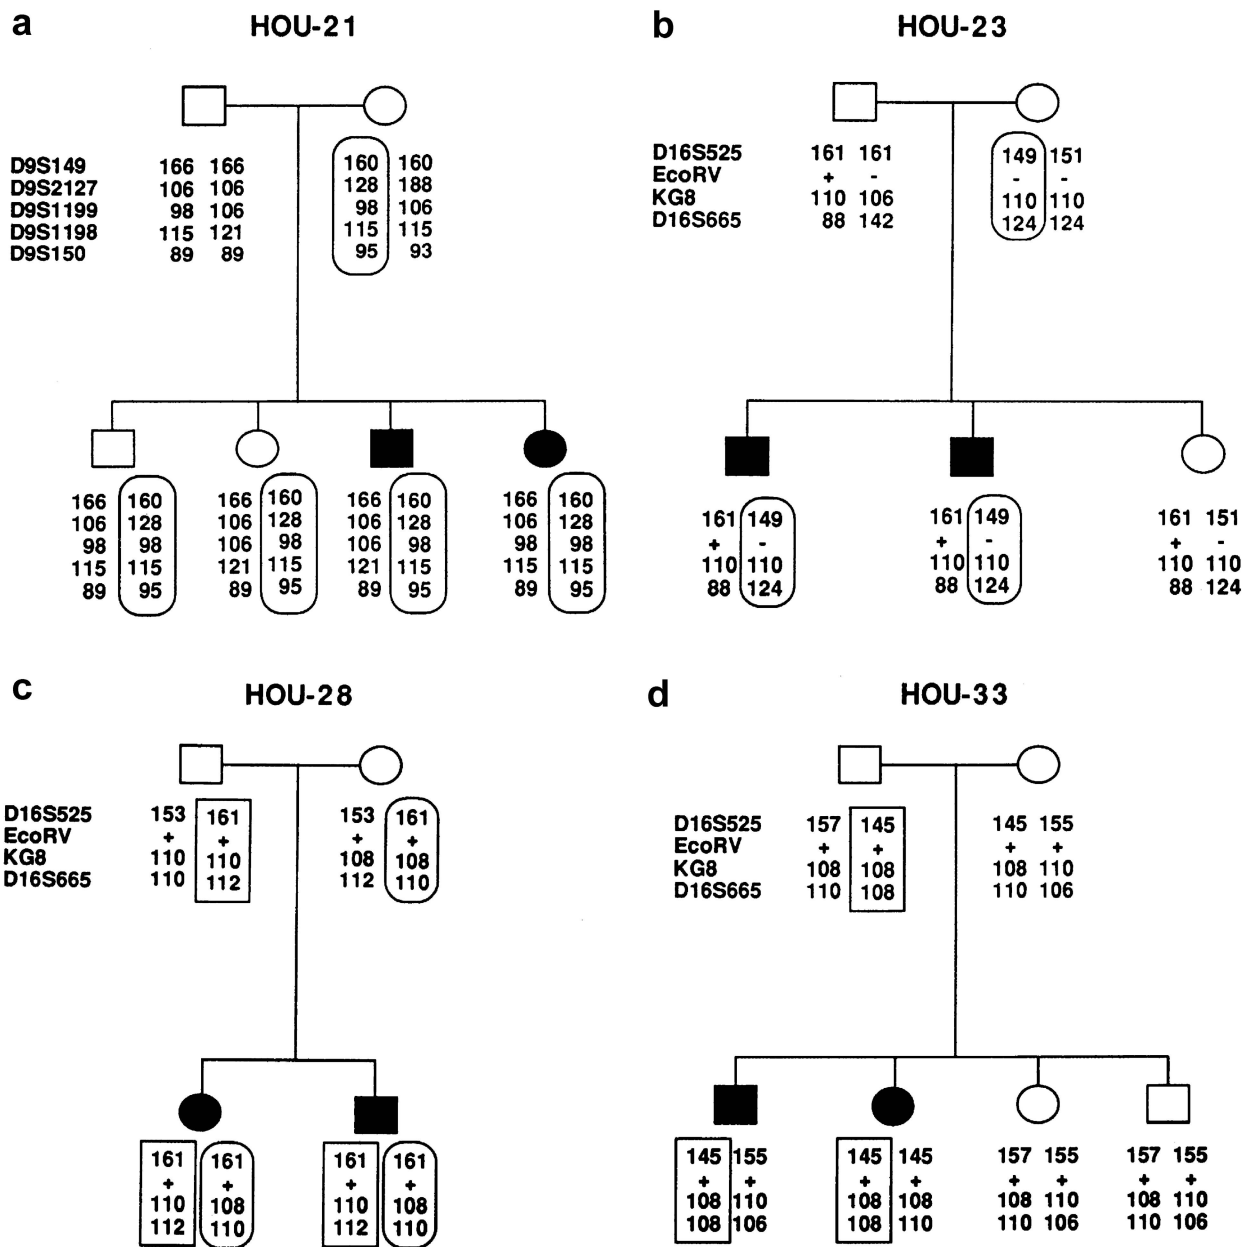 a HOU-21
D9S149 166 166 160 160
D9S2127 106 106 128 188
D9S1199 98 106 98 106
D9S1198 115 121 115 115
D9S150 89 89 95 93
166 160 166 160 166 160 166 160
106 128 106 128 106 128 106 128
98 98 106 98 106 98 98 98
115 115 121 115 121 115 115 115
89 95 89 95 89 95 89 95
b HOU-23
D16S525 161 161 149 151
EcoRV + - - -
KG8 110 106 110 110
D16S665 88 142 124 124
161 149 161 149 161 151
+ - + - + -
110 110 110 110 110 110
88 124 88 124 88 124
c HOU-28
D16S525 153 161 153 161
EcoRV + + + +
KG8 110 110 108 108
D16S665 110 112 112 110
161 161 161 161
+ + + +
110 108 110 108
112 110 112 110
d HOU-33
D16S525 157 145 145 155
EcoRV + + + +
KG8 108 108 108 110
D16S665 110 108 110 106
145 155 145 145 157 155 157 155
+ + + + + + + +
108 110 108 108 108 110 108 110
108 106 108 110 110 106 110 106